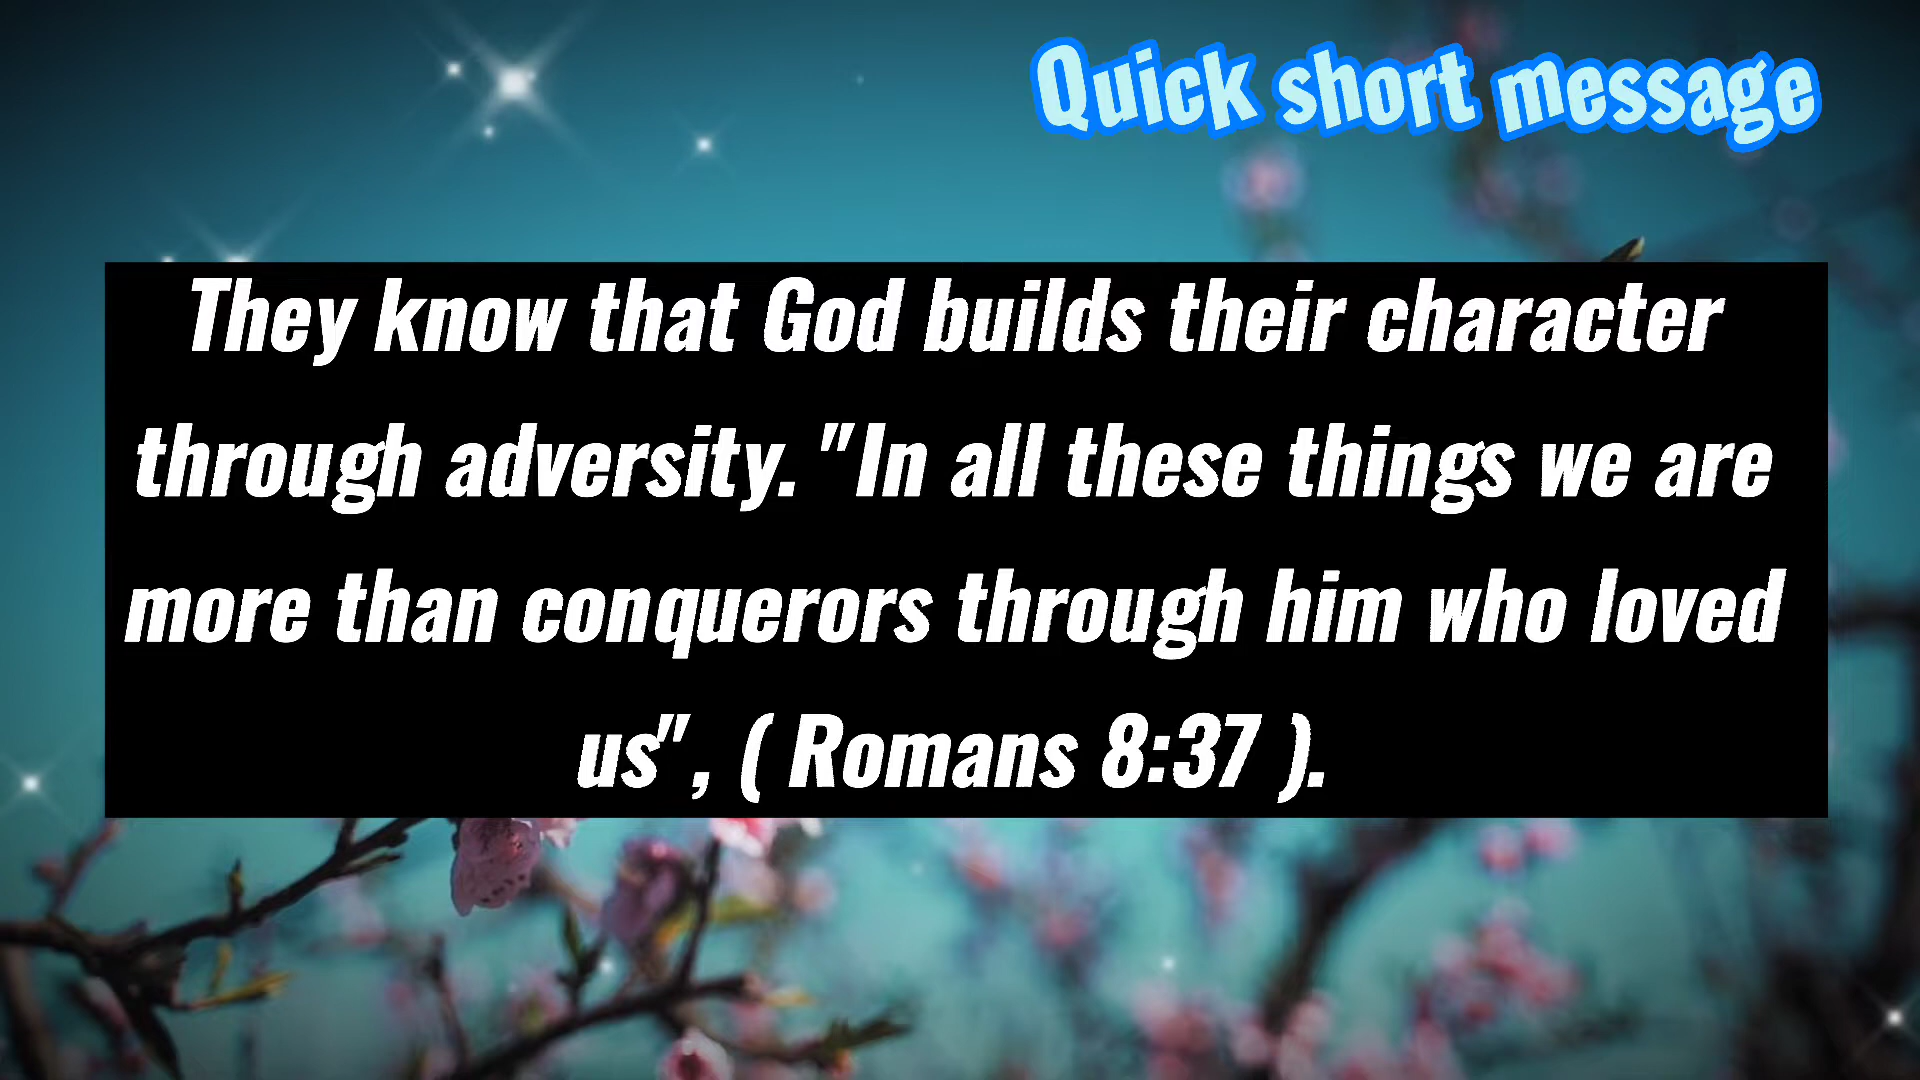 Quick short message
They know that God builds their character
through adversity. "In all these things we are
more than conquerors through him who loved
us", ( Romans 8:37 ).